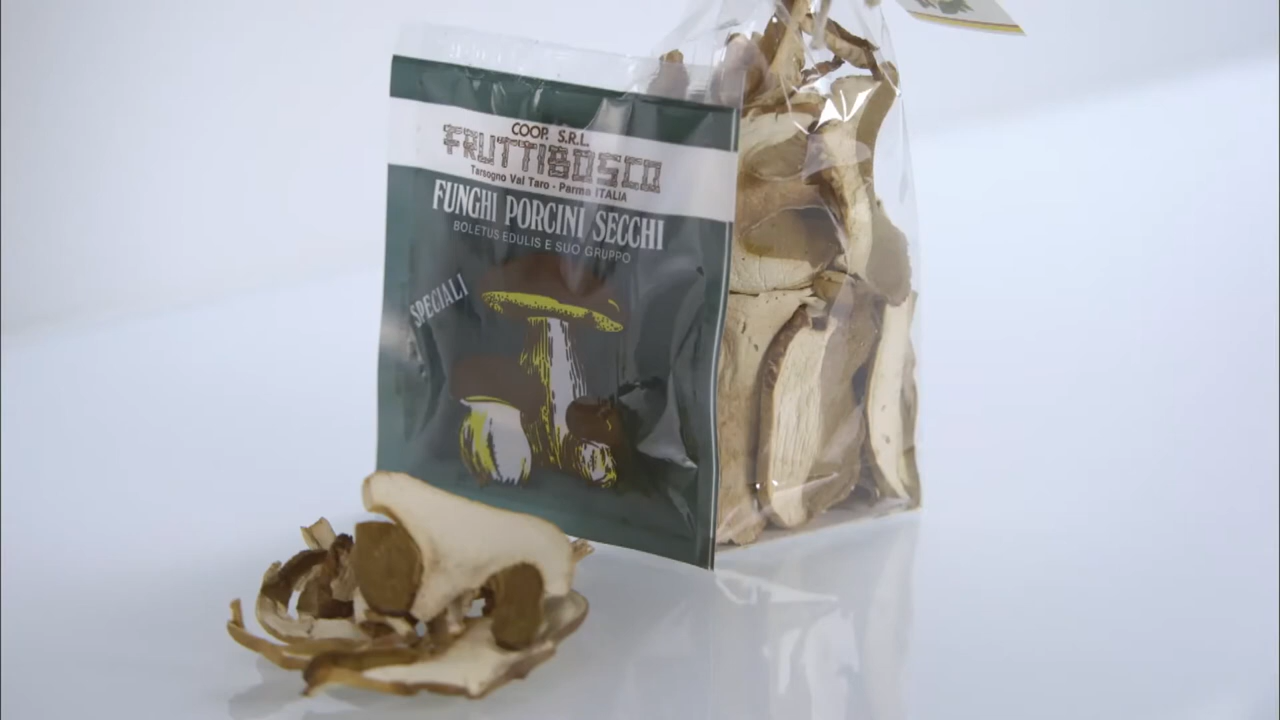 COOP. S.R.L.
FRUTTIBOSCO
Tarsogno Val Taro - Parma ITALIA
FUNGHI PORCINI SECCHI
BOLETUS EDULIS E SUO GRUPPO
SPECIALI